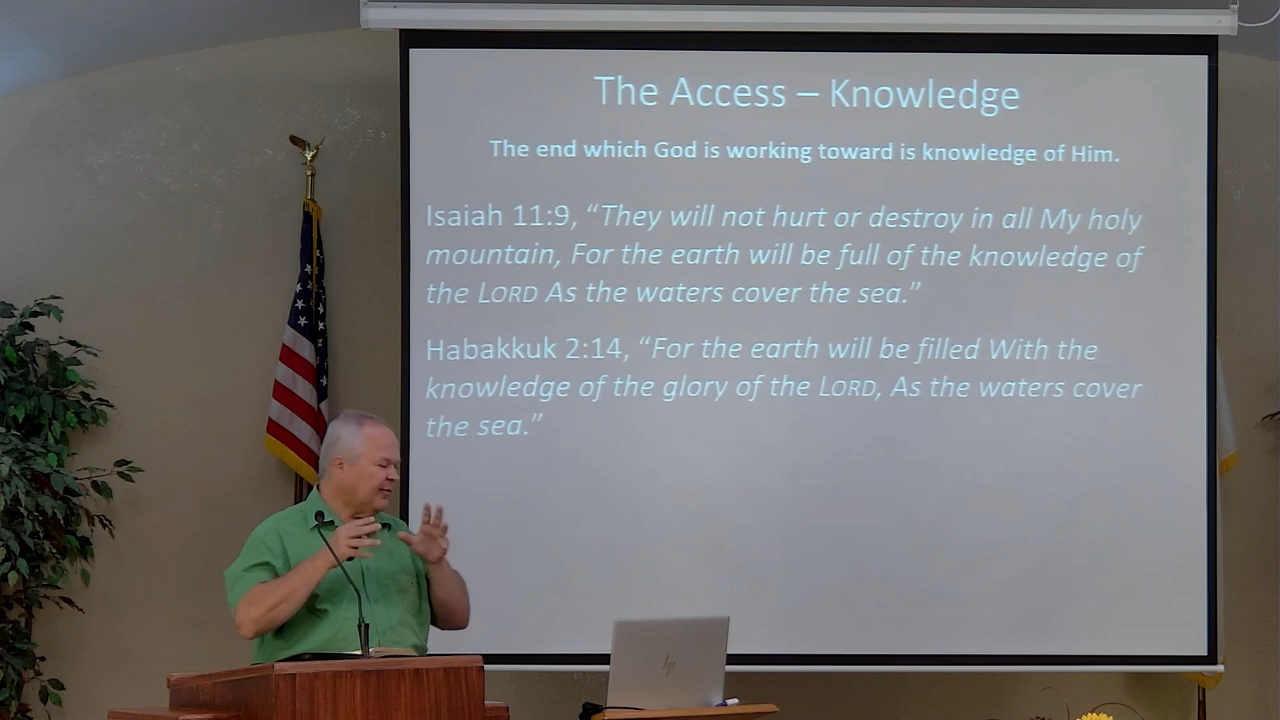 The Access – Knowledge
The end which God is working toward is knowledge of Him.
Isaiah 11:9, “They will not hurt or destroy in all My holy
mountain, For the earth will be full of the knowledge of
the LORD As the waters cover the sea.”
Habakkuk 2:14, “For the earth will be filled With the
knowledge of the glory of the LORD, As the waters cover
the sea.”
hp